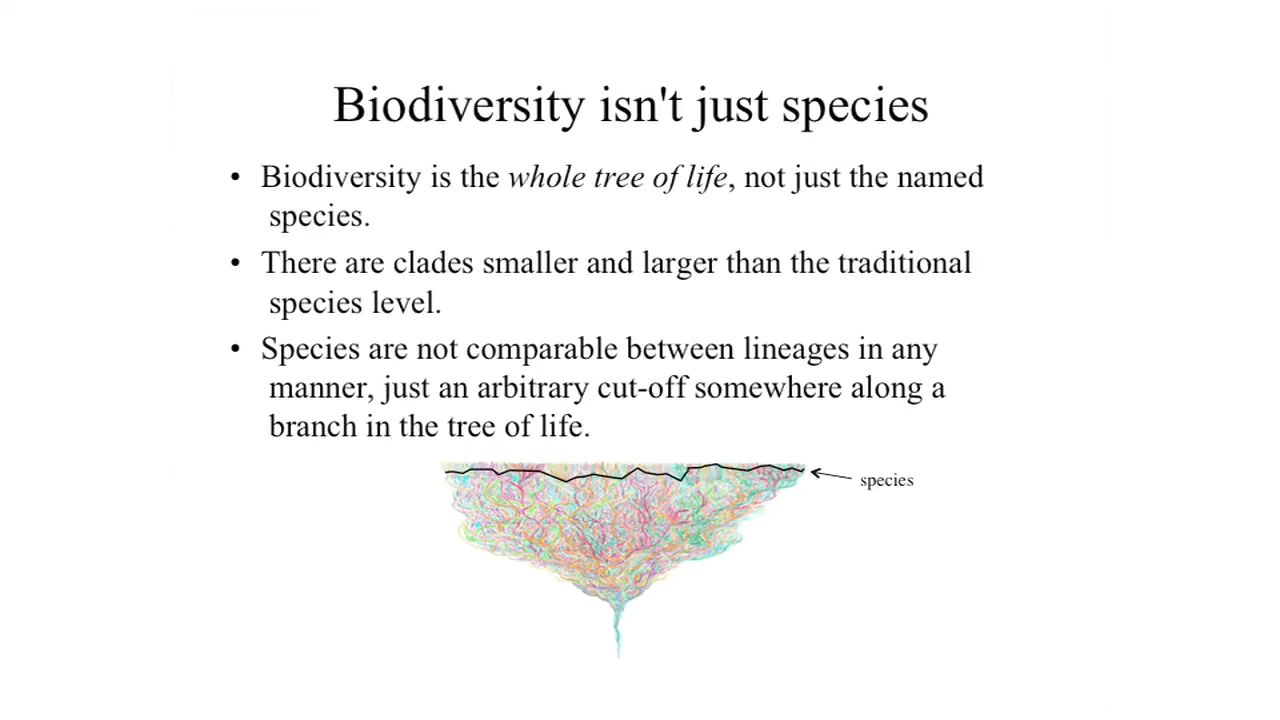 Biodiversity isn't just species
• Biodiversity is the whole tree of life, not just the named
species.
• There are clades smaller and larger than the traditional
species level.
• Species are not comparable between lineages in any
manner, just an arbitrary cut-off somewhere along a
branch in the tree of life.
species